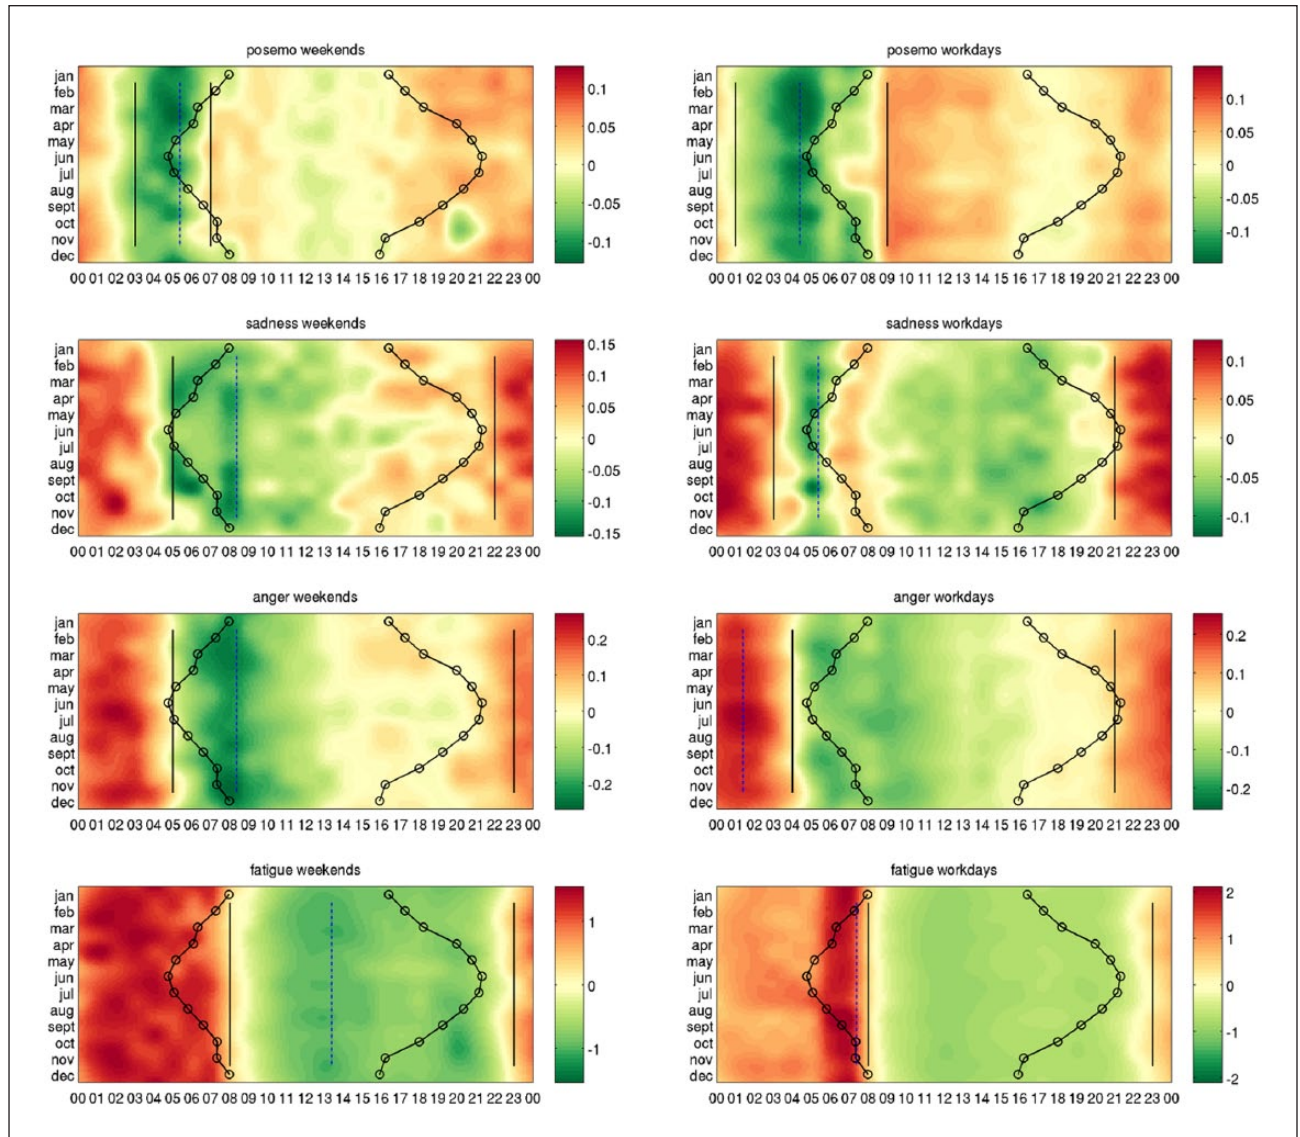 posemo weekends
jan
feb
mar
apr
may
jun
jul
aug
sept
oct
nov
dec
00 01 02 03 04 05 06 07 08 09 10 11 12 13 14 15 16 17 18 19 20 21 22 23 00
0.1
0.05
0
-0.05
-0.1
posemo workdays
jan
feb
mar
apr
may
jun
jul
aug
sept
oct
nov
dec
00 01 02 03 04 05 06 07 08 09 10 11 12 13 14 15 16 17 18 19 20 21 22 23 00
0.1
0.05
0
-0.05
-0.1
sadness weekends
jan
feb
mar
apr
may
jun
jul
aug
sept
oct
nov
dec
00 01 02 03 04 05 06 07 08 09 10 11 12 13 14 15 16 17 18 19 20 21 22 23 00
0.15
0.1
0.05
0
-0.05
-0.1
-0.15
sadness workdays
jan
feb
mar
apr
may
jun
jul
aug
sept
oct
nov
dec
00 01 02 03 04 05 06 07 08 09 10 11 12 13 14 15 16 17 18 19 20 21 22 23 00
0.1
0.05
0
-0.05
-0.1
anger weekends
jan
feb
mar
apr
may
jun
jul
aug
sept
oct
nov
dec
00 01 02 03 04 05 06 07 08 09 10 11 12 13 14 15 16 17 18 19 20 21 22 23 00
0.2
0.1
0
-0.1
-0.2
anger workdays
jan
feb
mar
apr
may
jun
jul
aug
sept
oct
nov
dec
00 01 02 03 04 05 06 07 08 09 10 11 12 13 14 15 16 17 18 19 20 21 22 23 00
0.2
0.1
0
-0.1
-0.2
fatigue weekends
jan
feb
mar
apr
may
jun
jul
aug
sept
oct
nov
dec
00 01 02 03 04 05 06 07 08 09 10 11 12 13 14 15 16 17 18 19 20 21 22 23 00
1
0
-1
fatigue workdays
jan
feb
mar
apr
may
jun
jul
aug
sept
oct
nov
dec
00 01 02 03 04 05 06 07 08 09 10 11 12 13 14 15 16 17 18 19 20 21 22 23 00
2
1
0
-1
-2